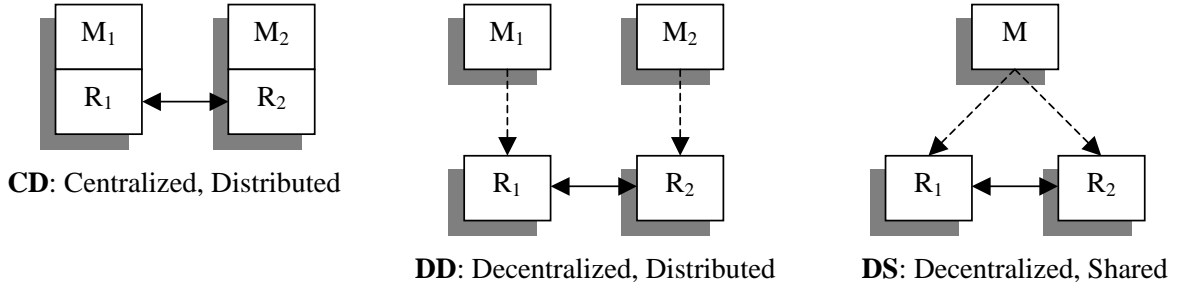 M₁ M₂
R₁ R₂
CD: Centralized, Distributed
M₁ M₂
R₁ R₂
DD: Decentralized, Distributed
M
R₁ R₂
DS: Decentralized, Shared